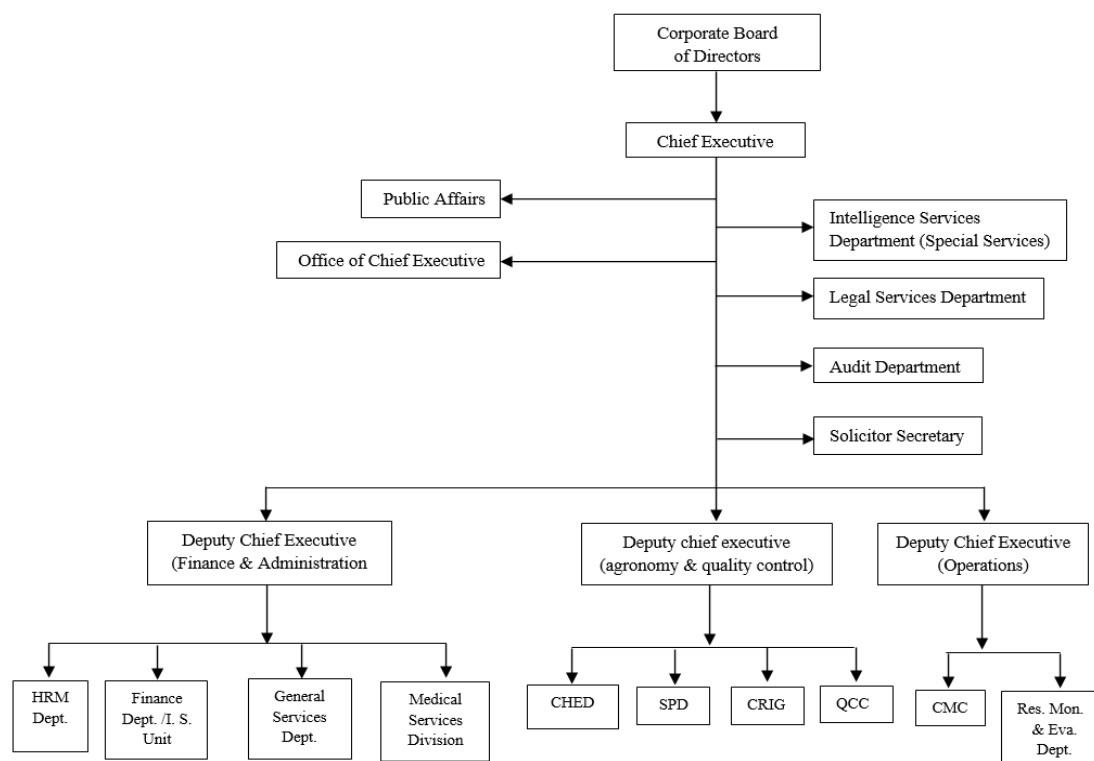 Corporate Board
of Directors
Chief Executive
Public Affairs
Intelligence Services
Department (Special Services)
Office of Chief Executive
Legal Services Department
Audit Department
Solicitor Secretary
Deputy Chief Executive
(Finance & Administration
Deputy chief executive
(agronomy & quality control)
Deputy Chief Executive
(Operations)
HRM
Dept.
Finance
Dept. /I. S.
Unit
General
Services
Dept.
Medical
Services
Division
CHED
SPD
CRIG
QCC
CMC
Res. Mon.
& Eva.
Dept.